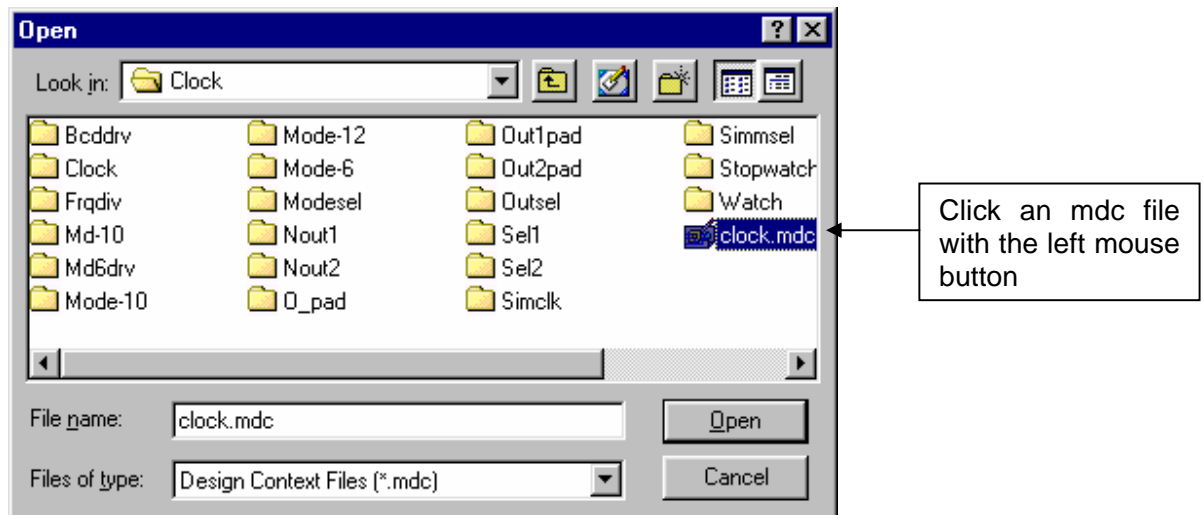 Open
Look in: Clock
Bcddrv Mode-12 Out1pad Simmsel
Clock Mode-6 Out2pad Stopwatch
Frqdiv Modesel Outsel Watch
Md-10 Nout1 Sel1 clock.mdc
Md6drv Nout2 Sel2
Mode-10 O_pad Simclk
Click an mdc file
with the left mouse
button
File name: clock.mdc Open
Files of type: Design Context Files (*.mdc) Cancel